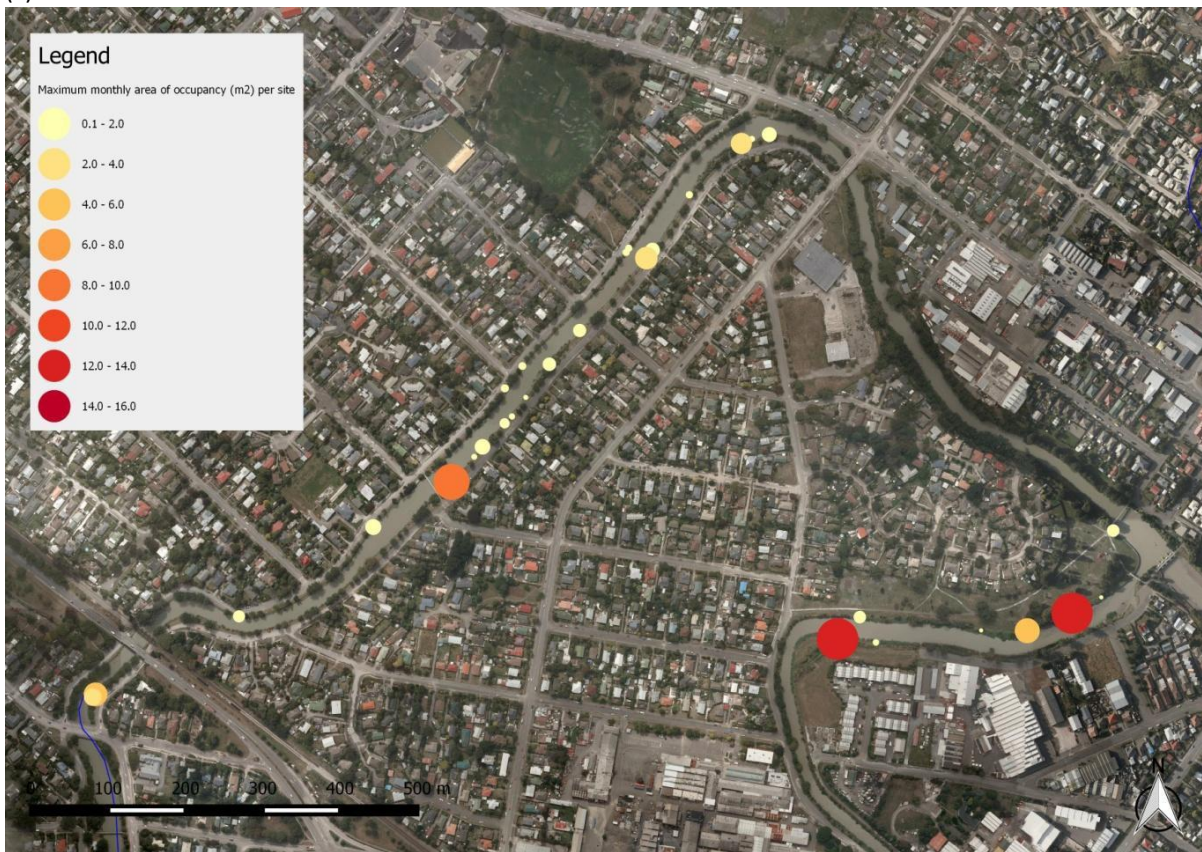 Legend
Maximum monthly area of occupancy (m2) per site
0.1 - 2.0
2.0 - 4.0
4.0 - 6.0
6.0 - 8.0
8.0 - 10.0
10.0 - 12.0
12.0 - 14.0
14.0 - 16.0
0 100 200 300 400 500 m
N